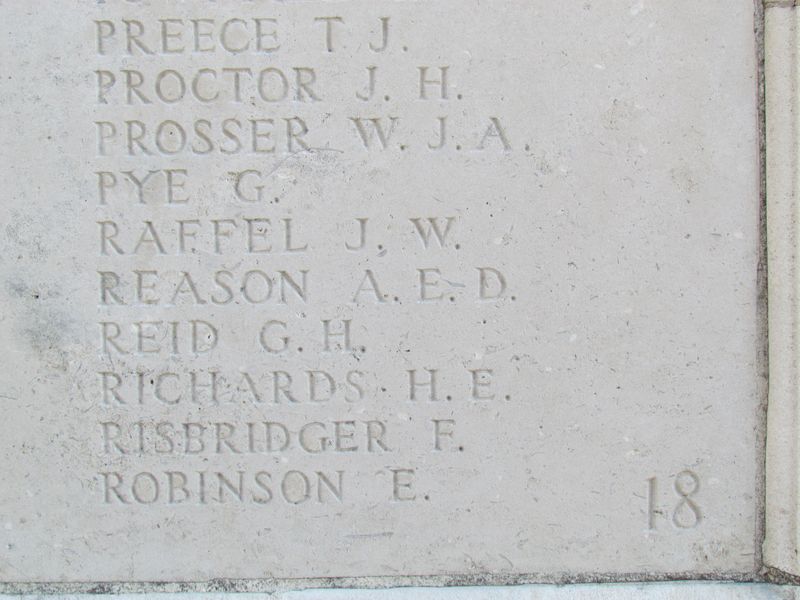 PREECE T J.
PROCTOR J. H.
PROSSER W. J. A.
PYE G.
RAFFEL J. W.
REASON A. E. D.
REID G. H.
RICHARDS H. E.
RISBRIDGER F.
ROBINSON E.
18